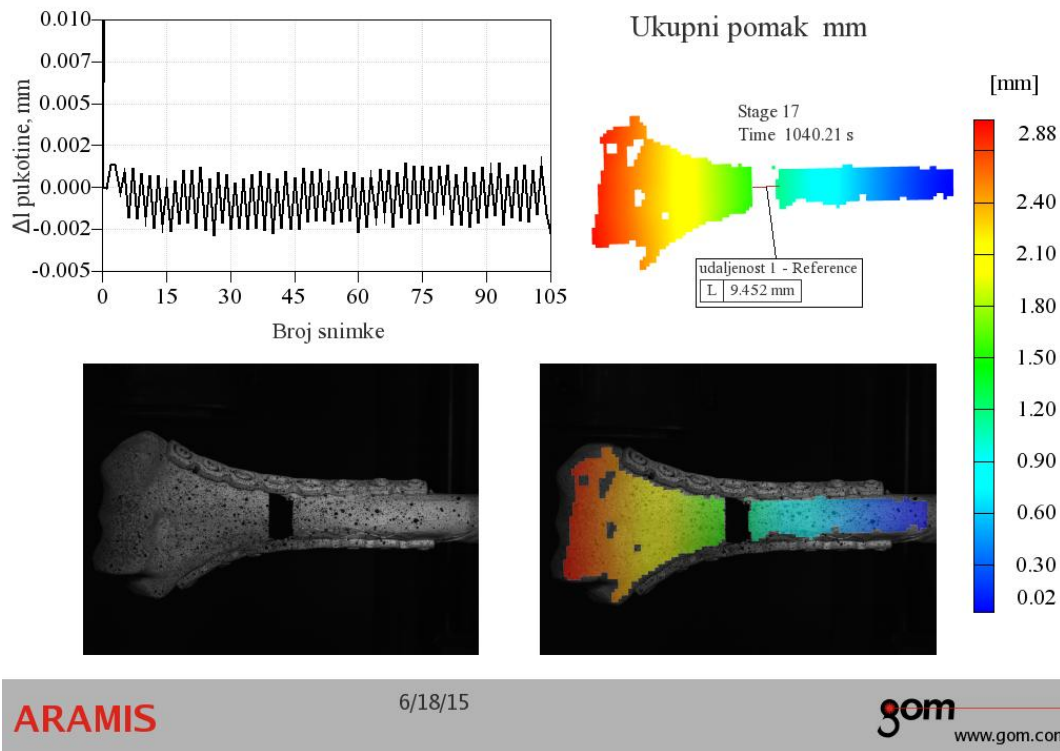 Ukupni pomak mm
0.010
0.007
0.005
0.002
0.000
-0.002
-0.005
Δl pukotine, mm
0 15 30 45 60 75 90 105
Broj snimke
Stage 17
Time 1040.21 s
udaljenost 1 - Reference
L 9.452 mm
[mm]
2.88
2.40
2.10
1.80
1.50
1.20
0.90
0.60
0.30
0.02
ARAMIS
6/18/15
gom
www.gom.com